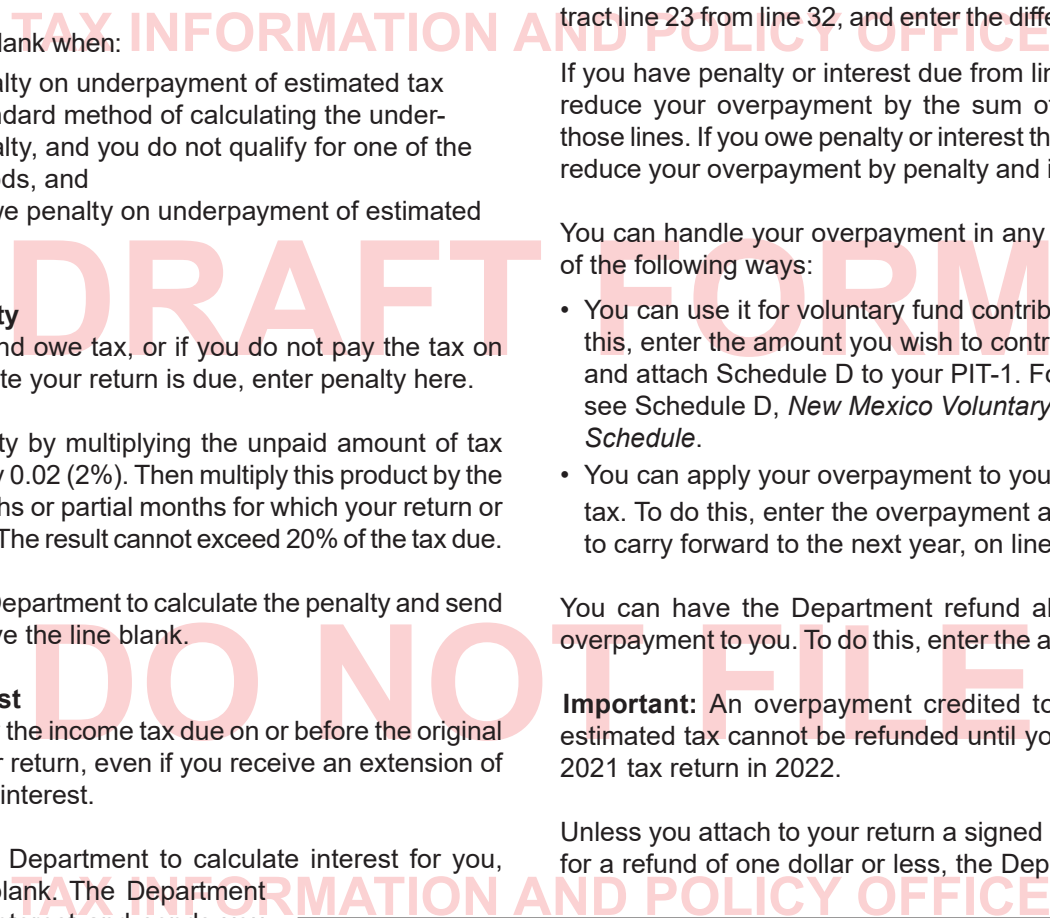 TAX INFORMATION AND POLICY OFFICE
lank when:
alty on underpayment of estimated tax
ndard method of calculating the under-
alty, and you do not qualify for one of the
ds, and
ve penalty on underpayment of estimated
ty
nd owe tax, or if you do not pay the tax on
te your return is due, enter penalty here.
ty by multiplying the unpaid amount of tax
y 0.02 (2%). Then multiply this product by the
hs or partial months for which your return or
The result cannot exceed 20% of the tax due.
Department to calculate the penalty and send
ve the line blank.
st
the income tax due on or before the original
r return, even if you receive an extension of
interest.
Department to calculate interest for you,
blank. The Department
tract line 23 from line 32, and enter the diffe
If you have penalty or interest due from lin
reduce your overpayment by the sum of
those lines. If you owe penalty or interest th
reduce your overpayment by penalty and i
You can handle your overpayment in any
of the following ways:
• You can use it for voluntary fund contrib
this, enter the amount you wish to contr
and attach Schedule D to your PIT-1. Fo
see Schedule D, New Mexico Voluntary
Schedule.
• You can apply your overpayment to you
tax. To do this, enter the overpayment a
to carry forward to the next year, on line
You can have the Department refund al
overpayment to you. To do this, enter the a
Important: An overpayment credited to
estimated tax cannot be refunded until yo
2021 tax return in 2022.
Unless you attach to your return a signed
for a refund of one dollar or less, the Dep
DRAFT FORM
DO NOT FILE
TAX INFORMATION AND POLICY OFFICE